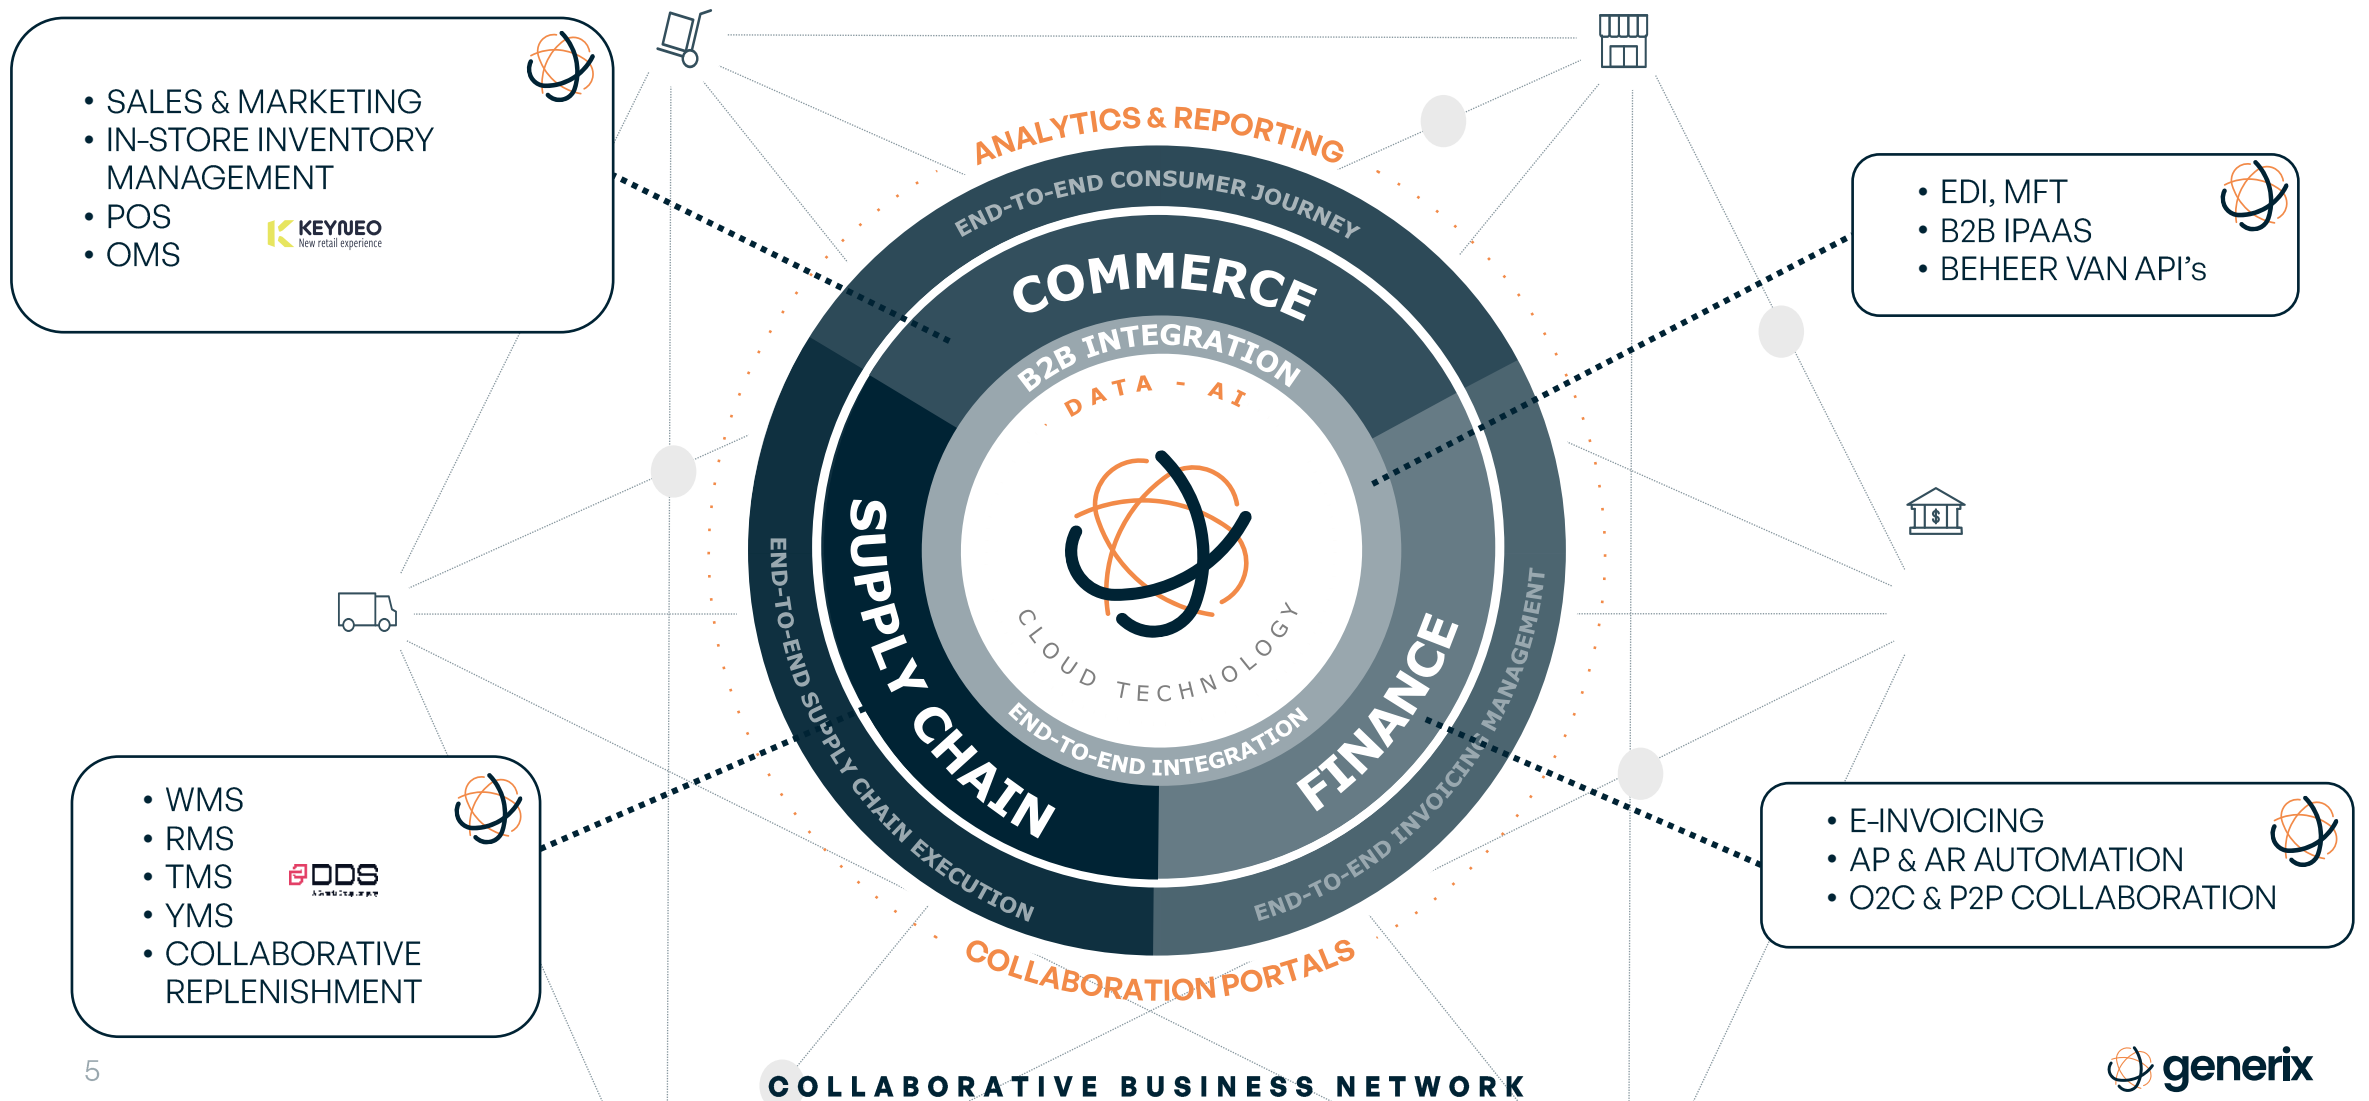 • SALES & MARKETING
• IN-STORE INVENTORY
MANAGEMENT
• POS
• OMS
KEYNEO
New retail experience
• EDI, MFT
• B2B IPAAS
• BEHEER VAN API’s
ANALYTICS & REPORTING
END-TO-END CONSUMER JOURNEY
COMMERCE
B2B INTEGRATION
DATA - AI
CLOUD TECHNOLOGY
END-TO-END INTEGRATION
SUPPLY CHAIN
END-TO-END SUPPLY CHAIN EXECUTION
FINANCE
END-TO-END INVOICING MANAGEMENT
COLLABORATION PORTALS
• WMS
• RMS
• TMS
• YMS
• COLLABORATIVE
REPLENISHMENT
DDS
• E-INVOICING
• AP & AR AUTOMATION
• O2C & P2P COLLABORATION
5
COLLABORATIVE BUSINESS NETWORK
generix